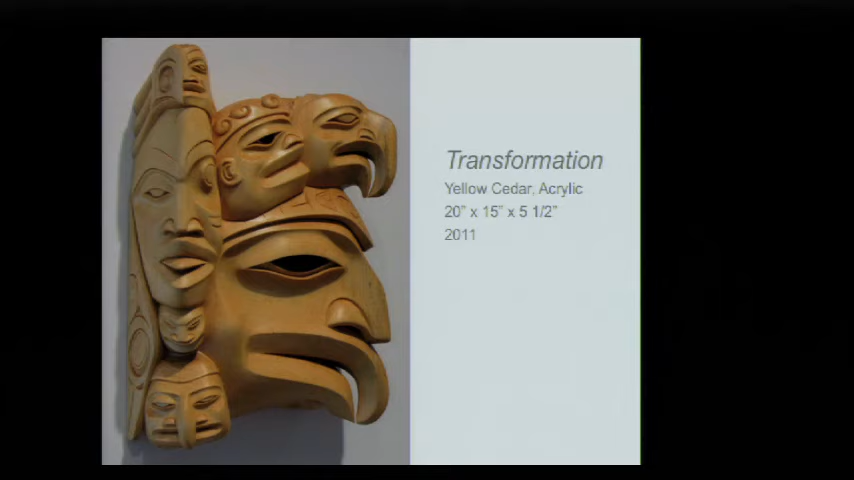 Transformation
Yellow Cedar, Acrylic
20" x 15" x 5 1/2"
2011